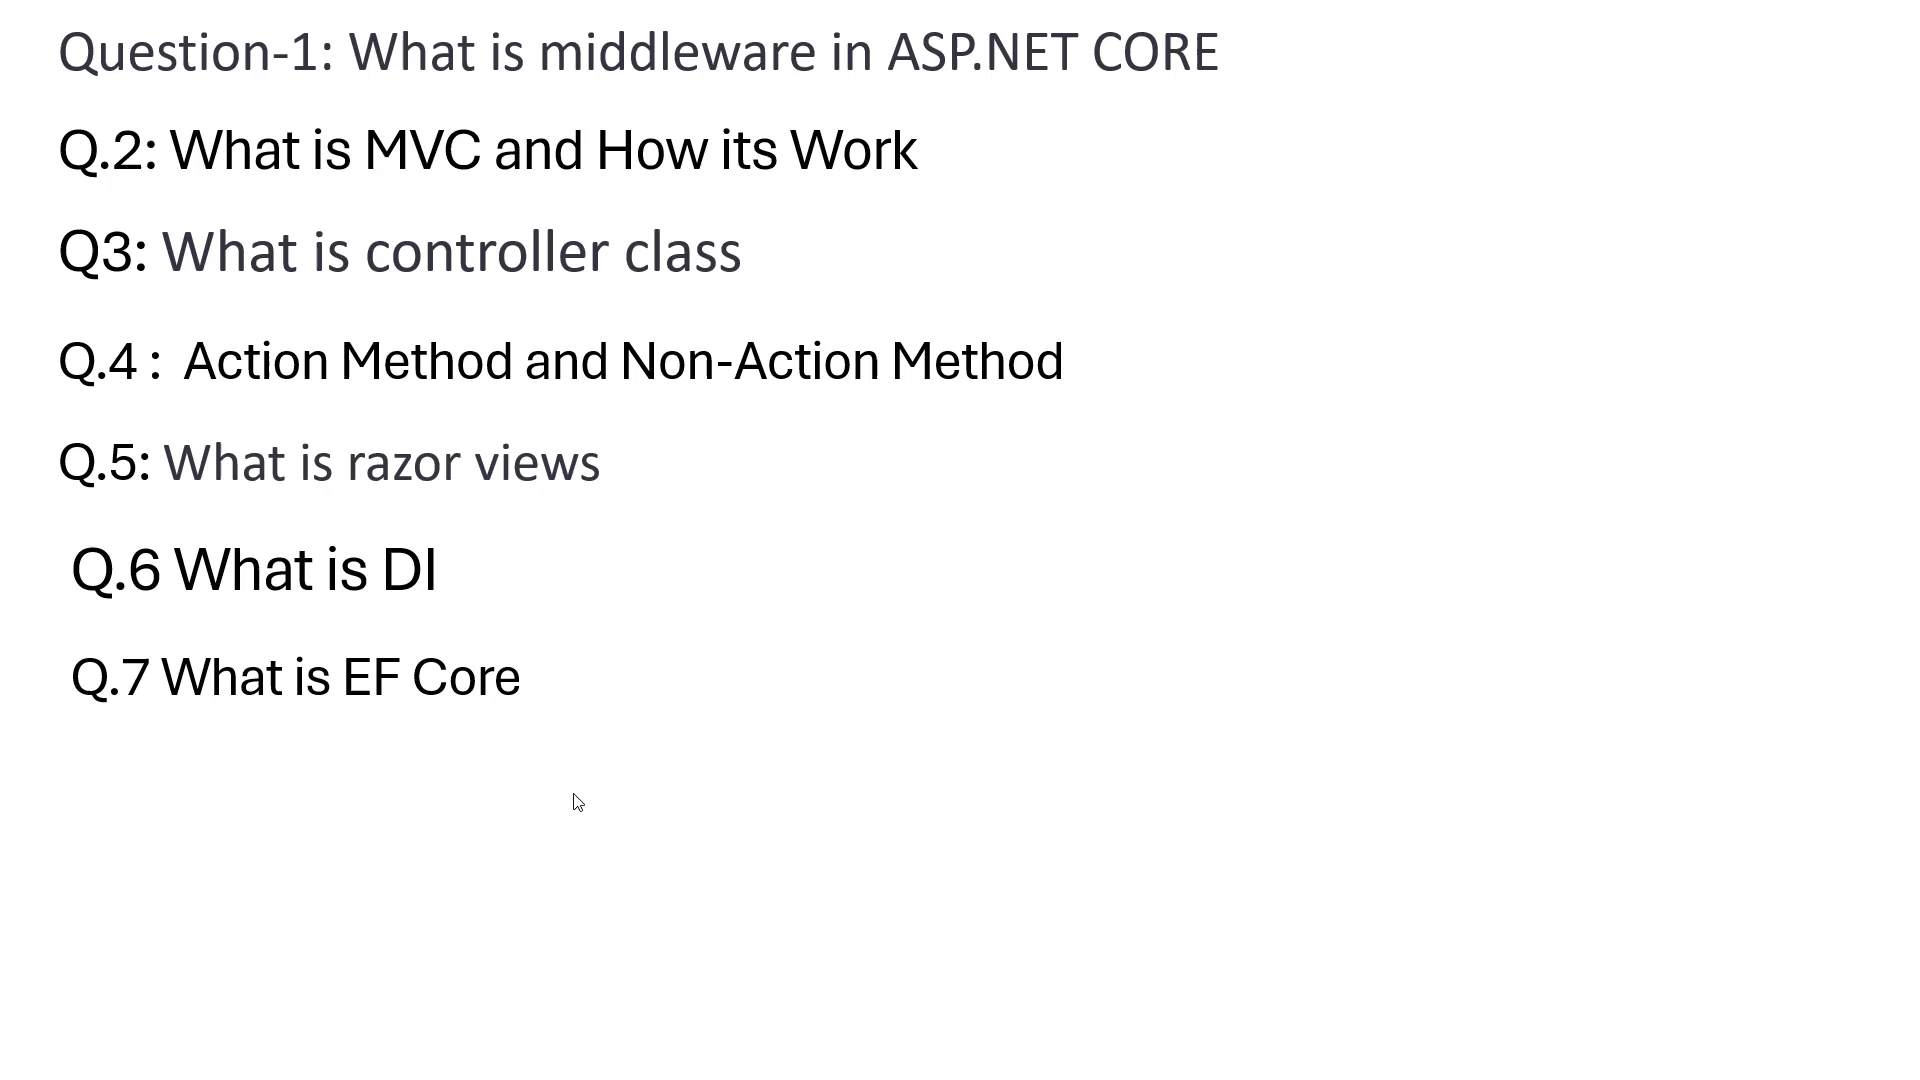 Question-1: What is middleware in ASP.NET CORE
Q.2: What is MVC and How its Work
Q3: What is controller class
Q.4 : Action Method and Non-Action Method
Q.5: What is razor views
Q.6 What is DI
Q.7 What is EF Core